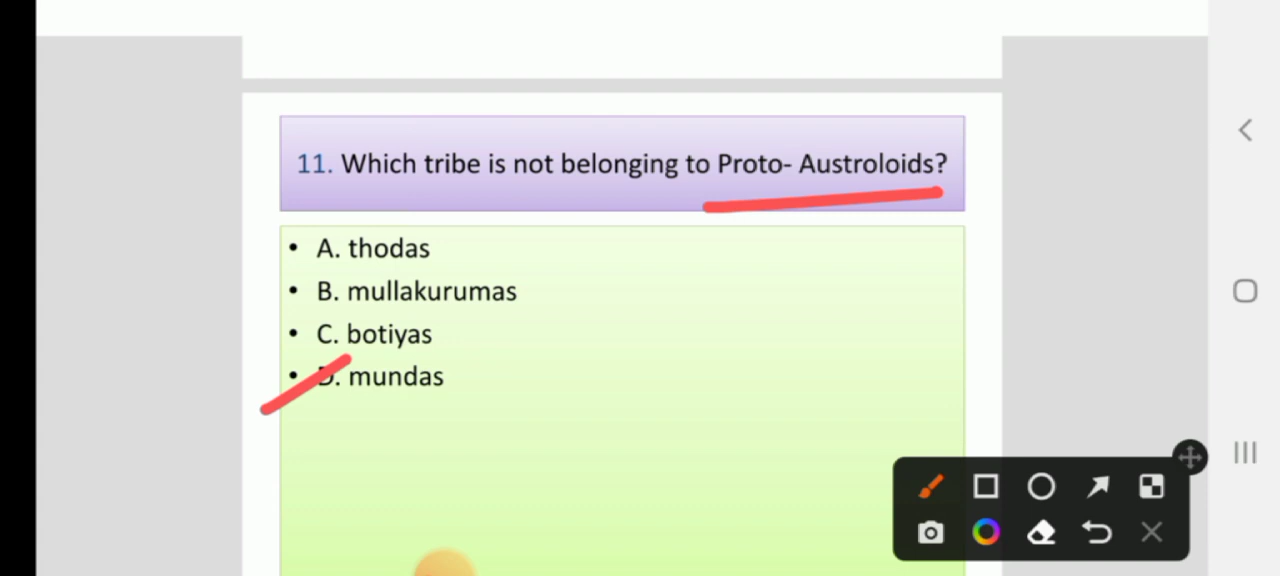 11. Which tribe is not belonging to Proto- Austroloids?
• A. thodas
• B. mullakurumas
• C. botiyas
• D. mundas